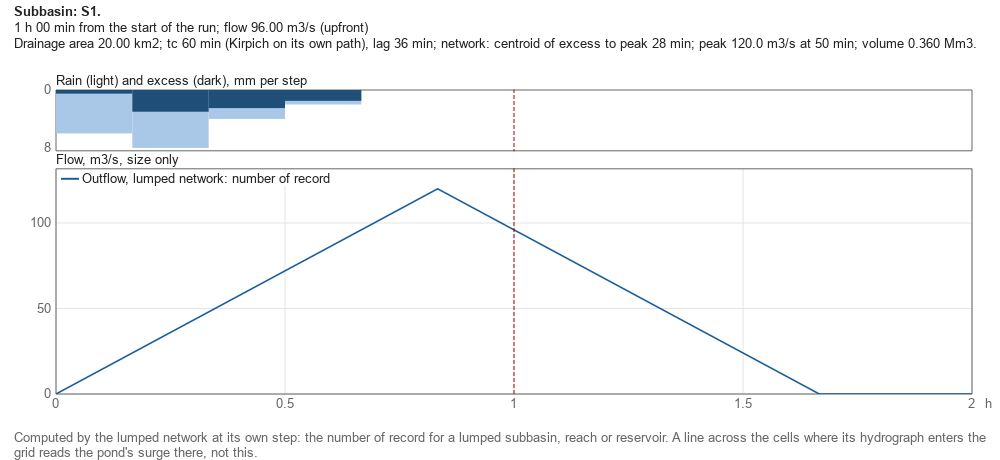 Subbasin: S1.
1 h 00 min from the start of the run; flow 96.00 m3/s (upfront)
Drainage area 20.00 km2; tc 60 min (Kirpich on its own path), lag 36 min; network: centroid of excess to peak 28 min; peak 120.0 m3/s at 50 min; volume 0.360 Mm3.
Rain (light) and excess (dark), mm per step
0
8
Flow, m3/s, size only
Outflow, lumped network: number of record
100
50
0
0 0.5 1 1.5 2 h
Computed by the lumped network at its own step: the number of record for a lumped subbasin, reach or reservoir. A line across the cells where its hydrograph enters the
grid reads the pond's surge there, not this.